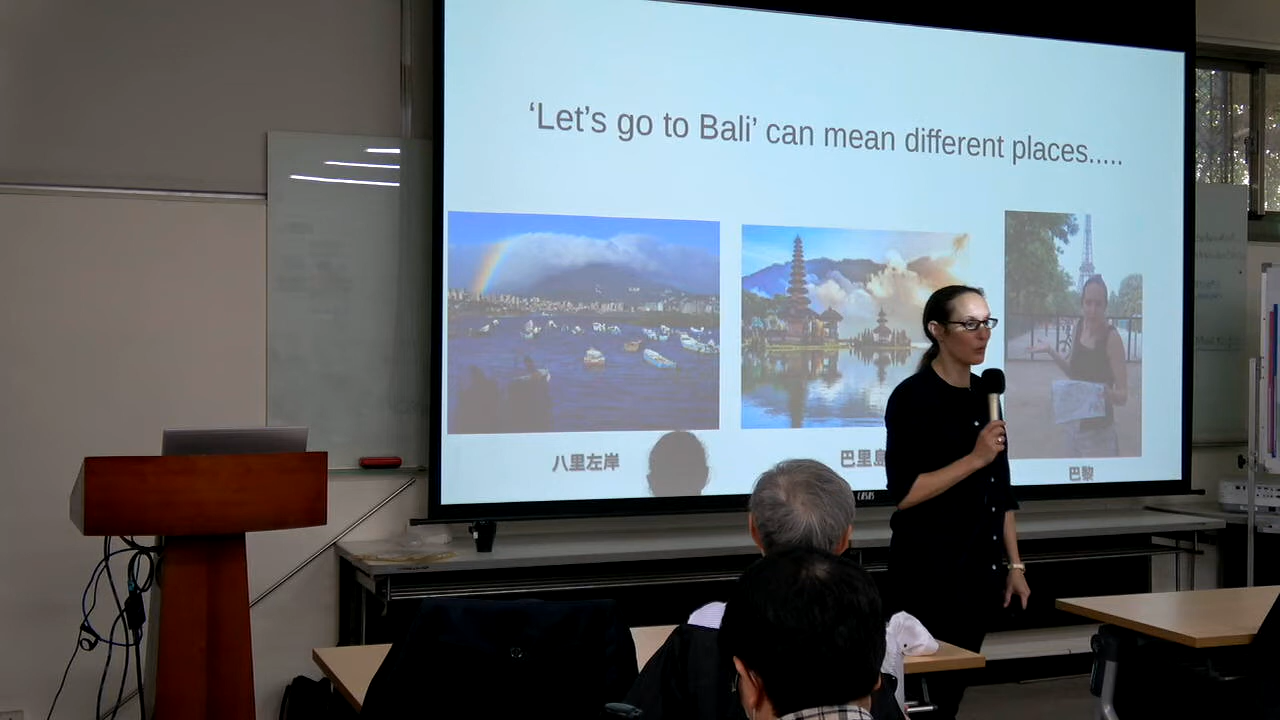 ‘Let’s go to Bali’ can mean different places.....
八里左岸
巴里島
巴黎